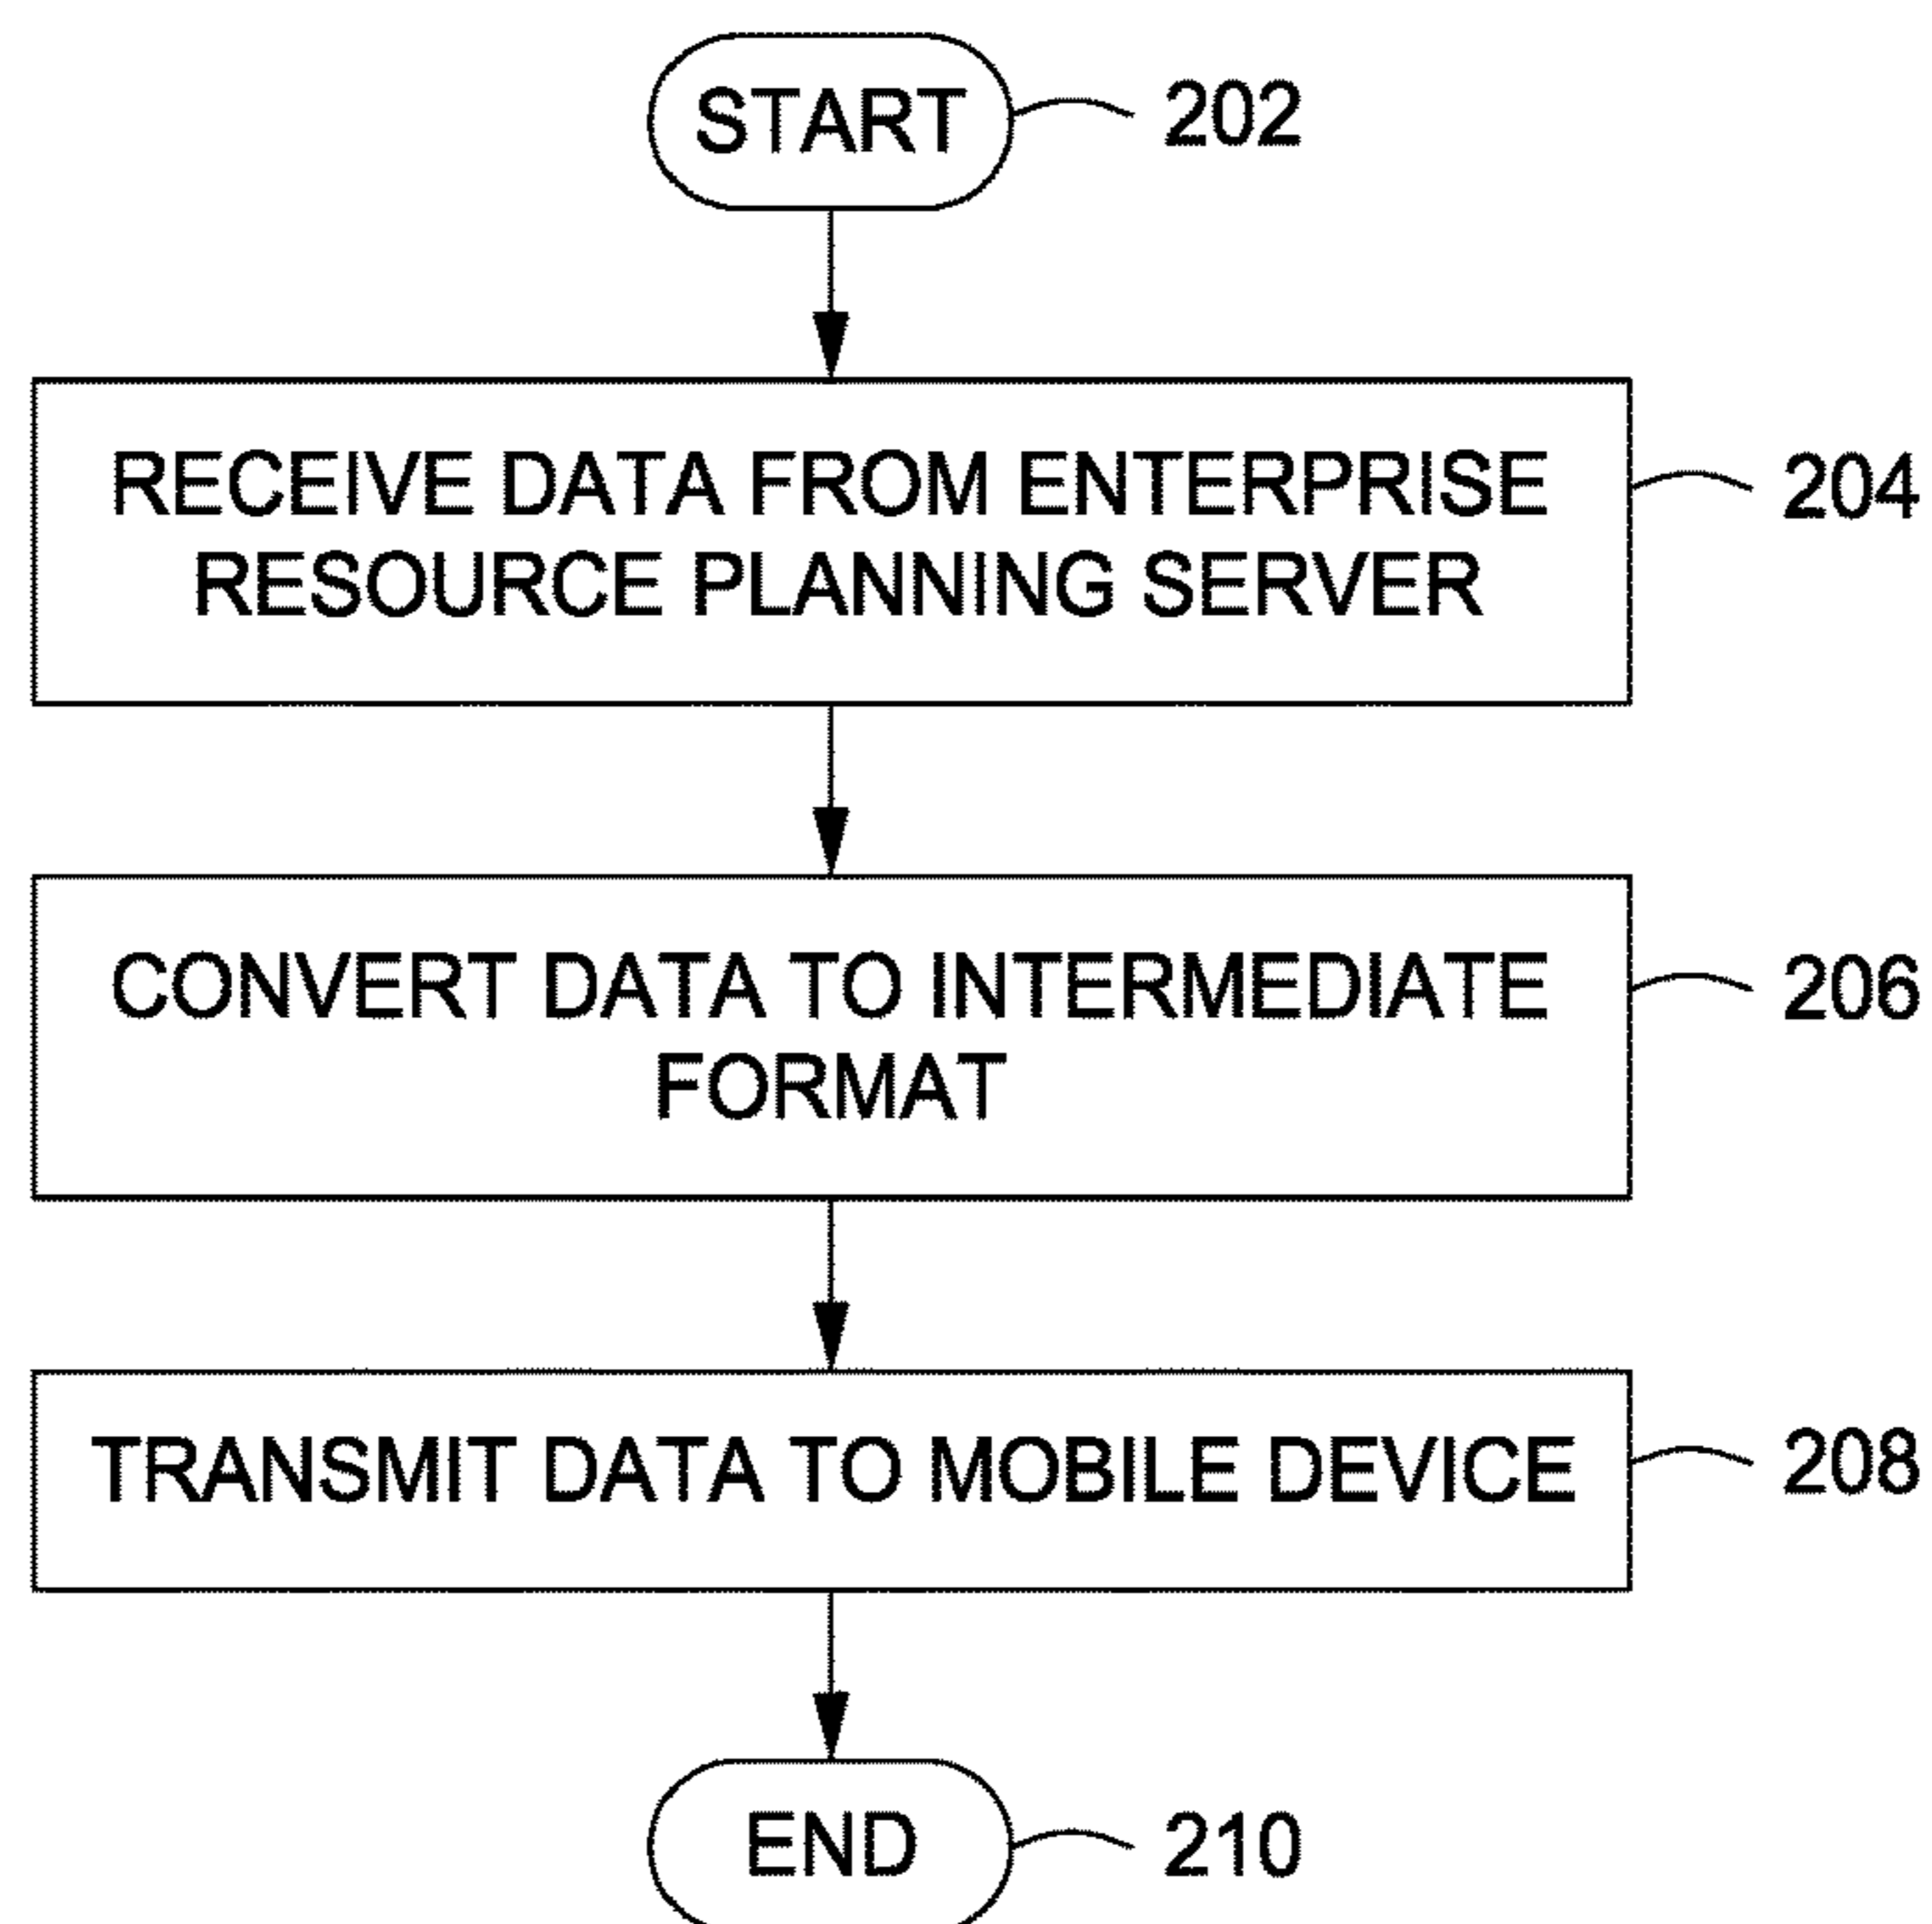 START 202
RECEIVE DATA FROM ENTERPRISE 204
RESOURCE PLANNING SERVER
CONVERT DATA TO INTERMEDIATE 206
FORMAT
TRANSMIT DATA TO MOBILE DEVICE 208
END 210